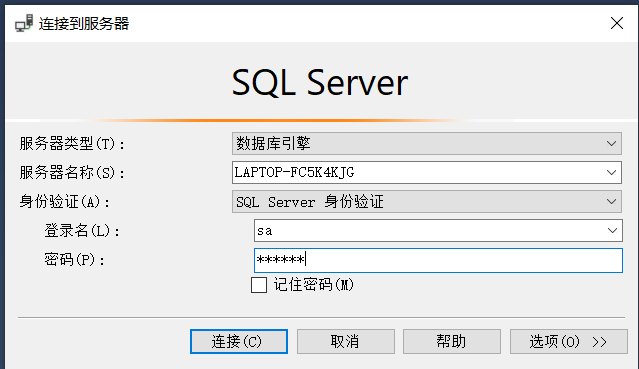 连接到服务器
SQL Server
服务器类型(T): 数据库引擎
服务器名称(S): LAPTOP-FC5K4KJG
身份验证(A): SQL Server 身份验证
登录名(L): sa
密码(P): ******
记住密码(M)
连接(C) 取消 帮助 选项(O) >>